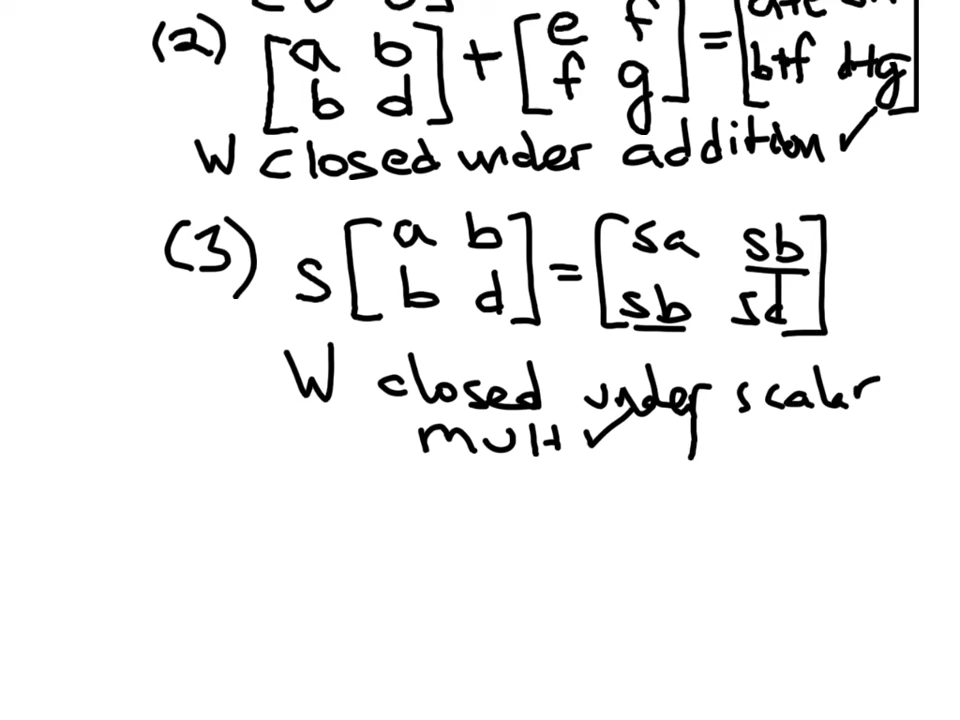 (2) [a b] + [e f] = [a+e
[b d] [f g] [b+f d+g]
W closed under addition ✓
(3) s [a b] = [sa sb]
[b d] [sb sd]
W closed under scalar
mult ✓